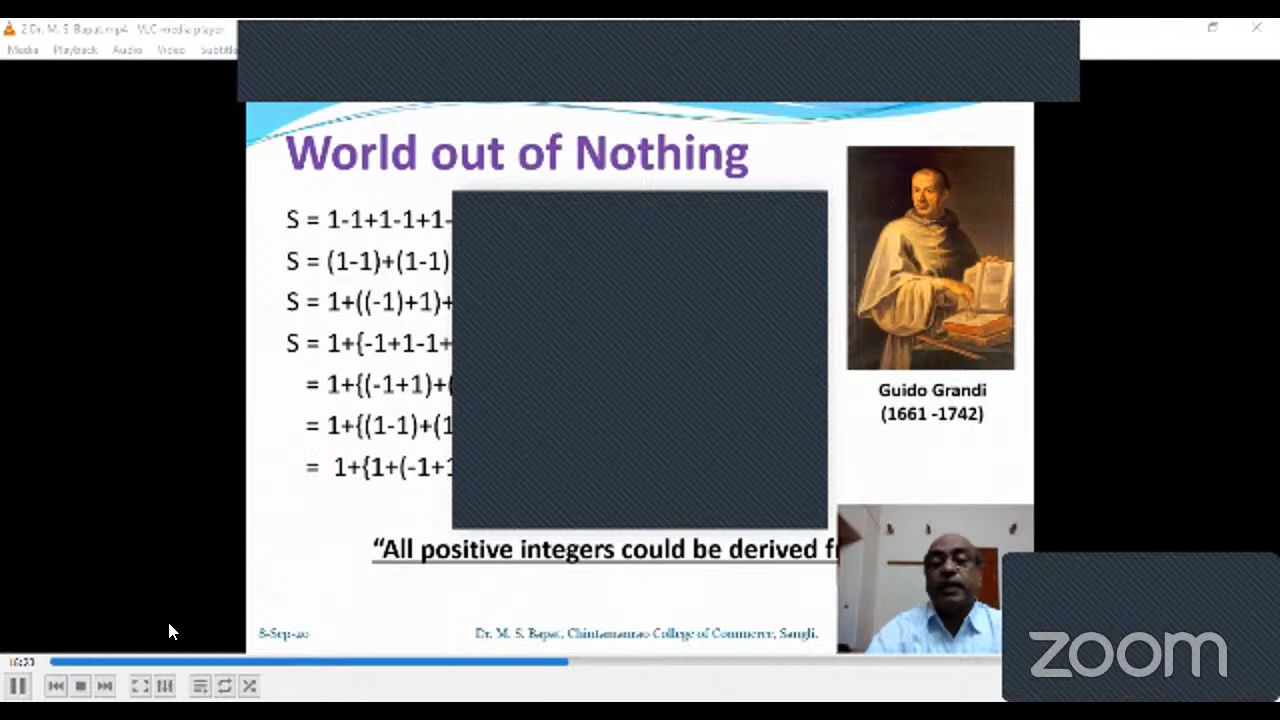 2.Dr. M. S. Bapat.mp4 - VLC media player
Media Playback Audio Video Subtitle
World out of Nothing
S = 1-1+1-1+1-
S = (1-1)+(1-1)
S = 1+((-1)+1)+
S = 1+{-1+1-1+
= 1+{(-1+1)+(
= 1+{(1-1)+(1
= 1+{1+(-1+1
Guido Grandi
(1661 -1742)
“All positive integers could be derived f
8-Sep-20
Dr. M. S. Bapat, Chintamanrao College of Commerce, Sangli.
16:23
zoom